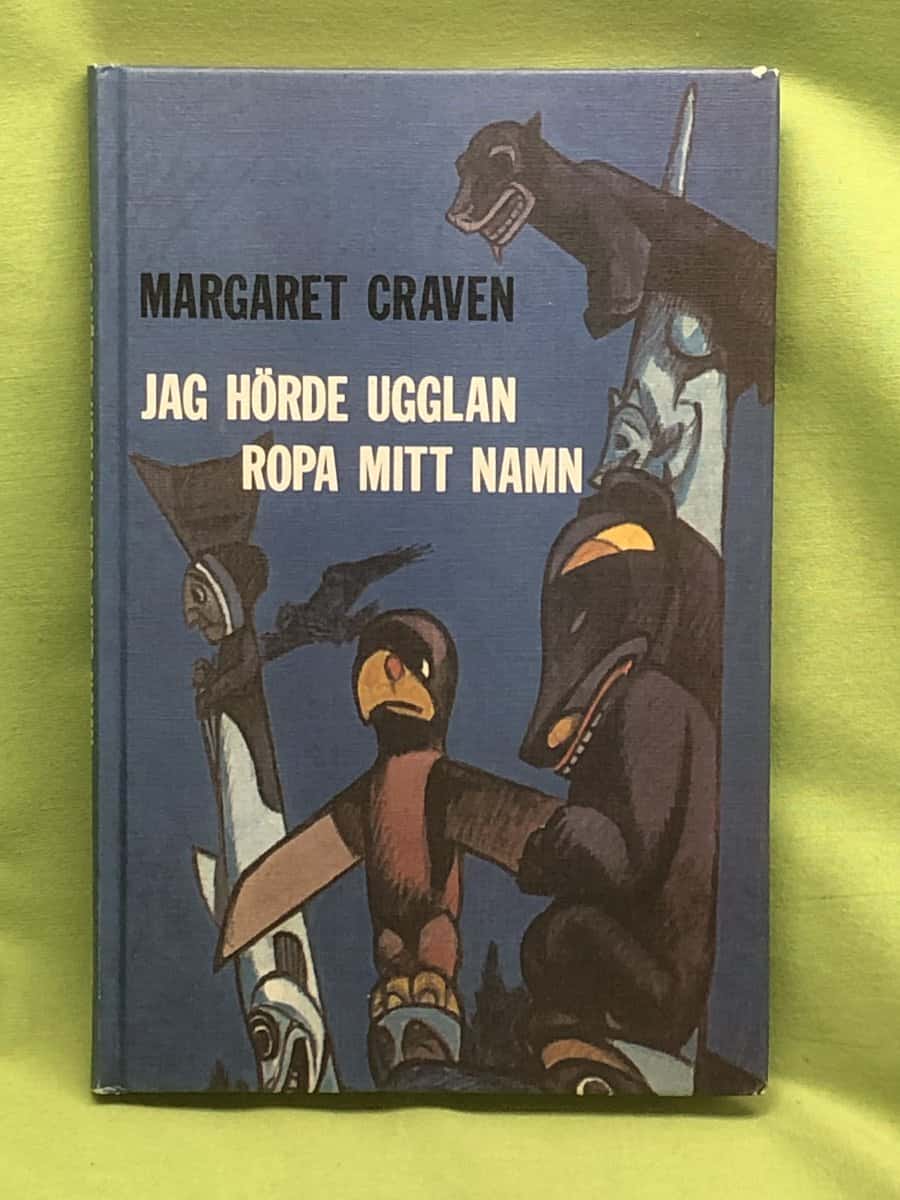 MARGARET CRAVEN
JAG HÖRDE UGGLAN
ROPA MITT NAMN